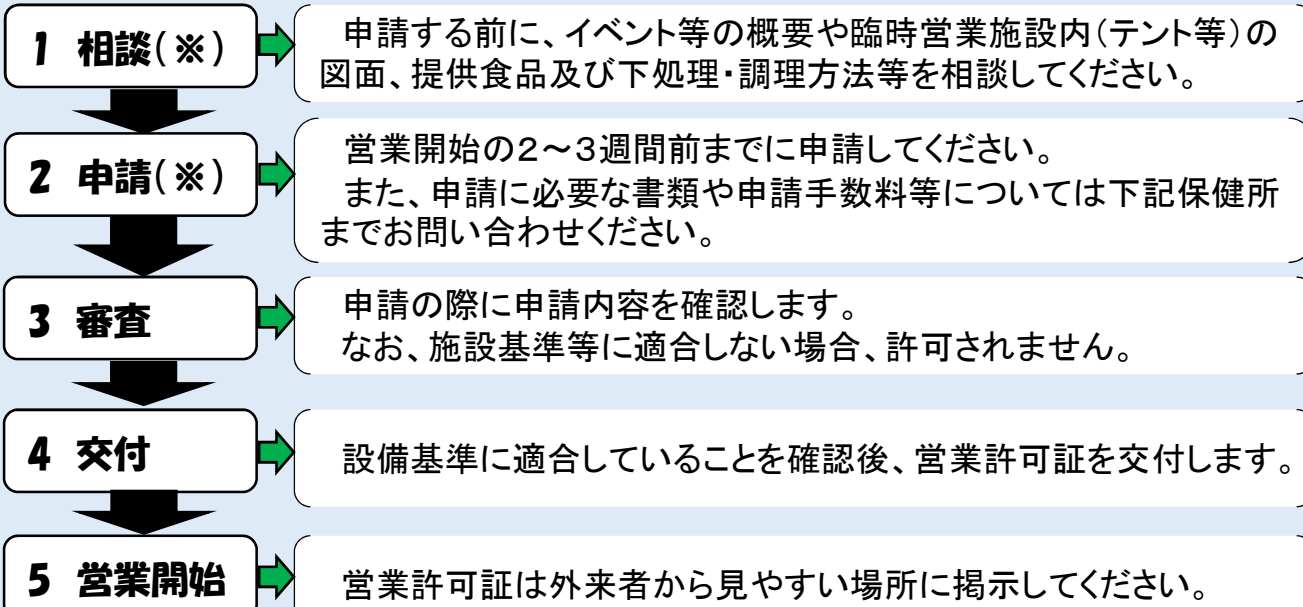 1 相談(※)
申請する前に、イベント等の概要や臨時営業施設内(テント等)の
図面、提供食品及び下処理・調理方法等を相談してください。
2 申請(※)
営業開始の2～3週間前までに申請してください。
また、申請に必要な書類や申請手数料等については下記保健所
までお問い合わせください。
3 審査
申請の際に申請内容を確認します。
なお、施設基準等に適合しない場合、許可されません。
4 交付
設備基準に適合していることを確認後、営業許可証を交付します。
5 営業開始
営業許可証は外来者から見やすい場所に掲示してください。